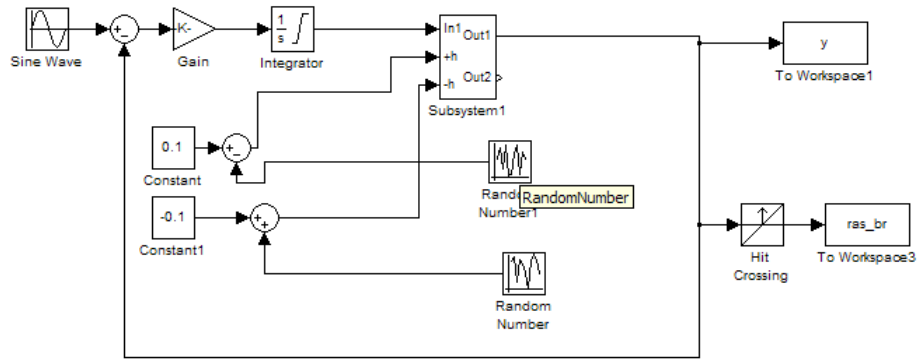 Sine Wave
+
−
K-
Gain
1
s
Integrator
In1
Out1
+h
-h
Out2
Subsystem1
y
To Workspace1
0.1
Constant
+
−
Random
Number1
RandomNumber
-0.1
Constant1
+
+
Random
Number
Hit
Crossing
ras_br
To Workspace3